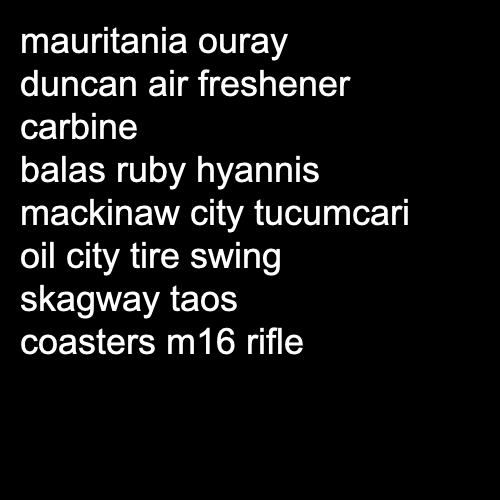 mauritania ouray
duncan air freshener
carbine
balas ruby hyannis
mackinaw city tucumcari
oil city tire swing
skagway taos
coasters m16 rifle